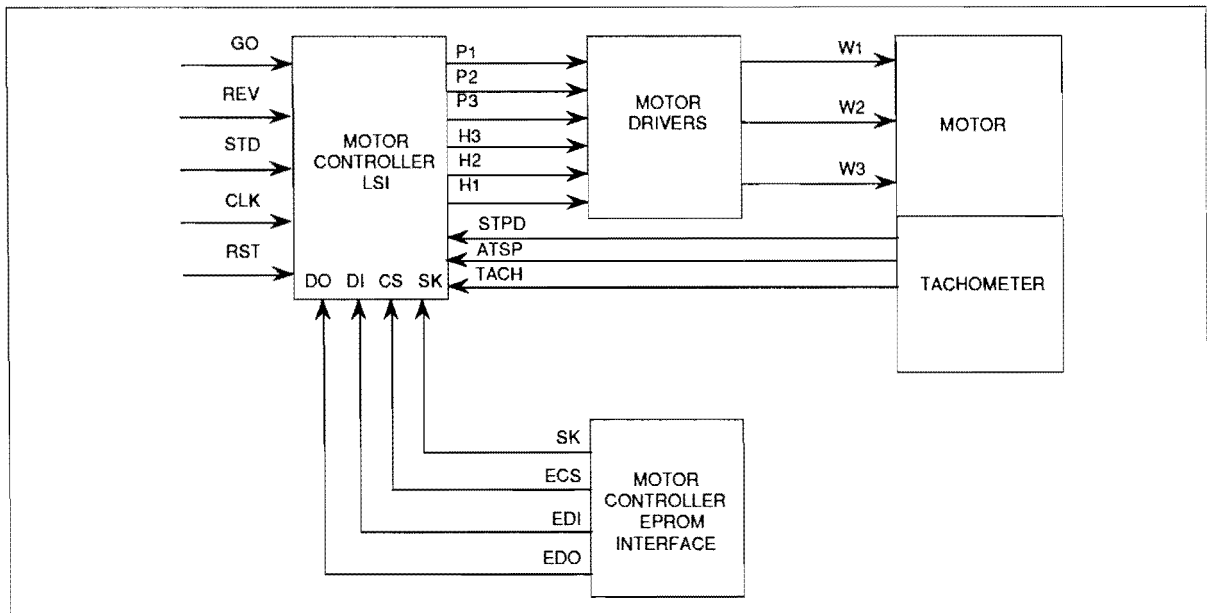 GO
REV
STD
CLK
RST
MOTOR
CONTROLLER
LSI
DO DI CS SK
P1
P2
P3
H3
H2
H1
STPD
ATSP
TACH
MOTOR
DRIVERS
W1
W2
W3
MOTOR
TACHOMETER
SK
ECS
EDI
EDO
MOTOR
CONTROLLER
EPROM
INTERFACE